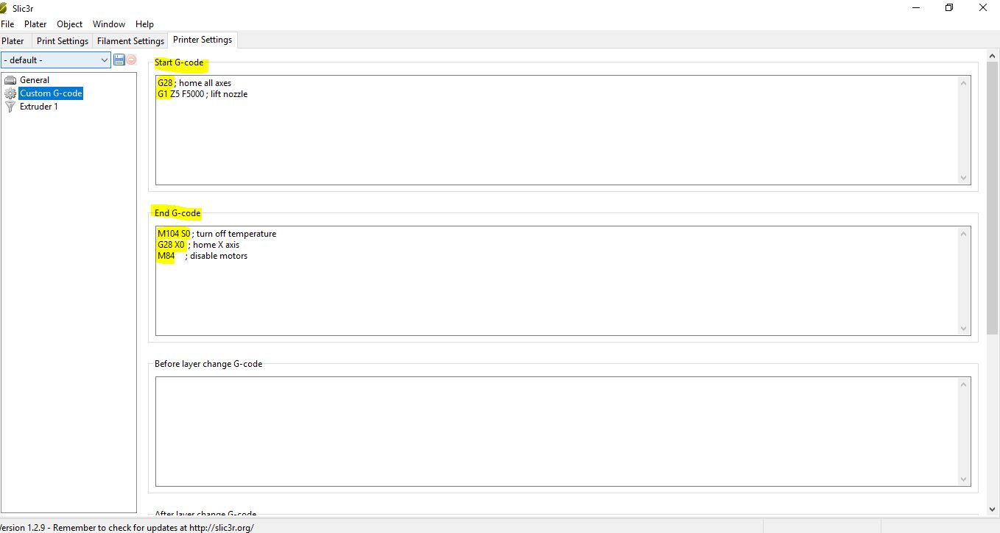 Slic3r
File Plater Object Window Help
Plater Print Settings Filament Settings Printer Settings
- default -
General
Custom G-code
Extruder 1
Start G-code
G28 ; home all axes
G1 Z5 F5000 ; lift nozzle
End G-code
M104 S0 ; turn off temperature
G28 X0 ; home X axis
M84 ; disable motors
Before layer change G-code
After layer change G-code
Version 1.2.9 - Remember to check for updates at http://slic3r.org/